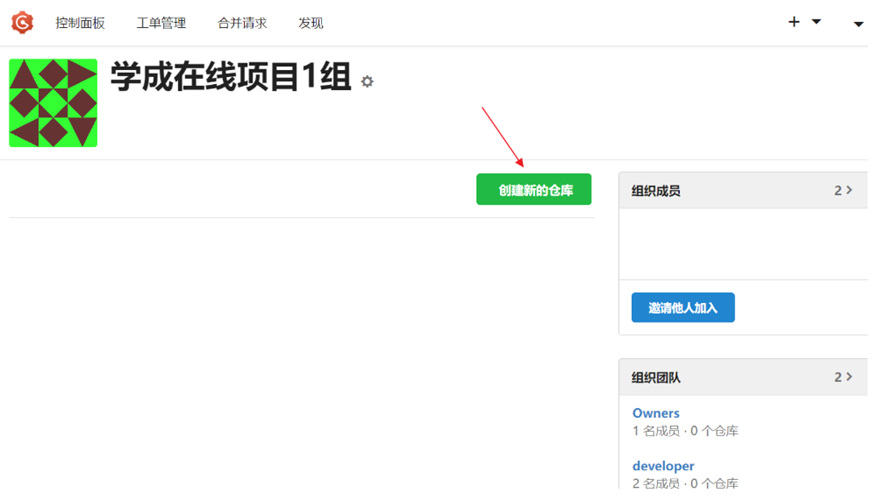 控制面板 工单管理 合并请求 发现
学成在线项目1组
创建新的仓库
组织成员 2
邀请他人加入
组织团队 2
Owners
1 名成员 · 0 个仓库
developer
2 名成员 · 0 个仓库